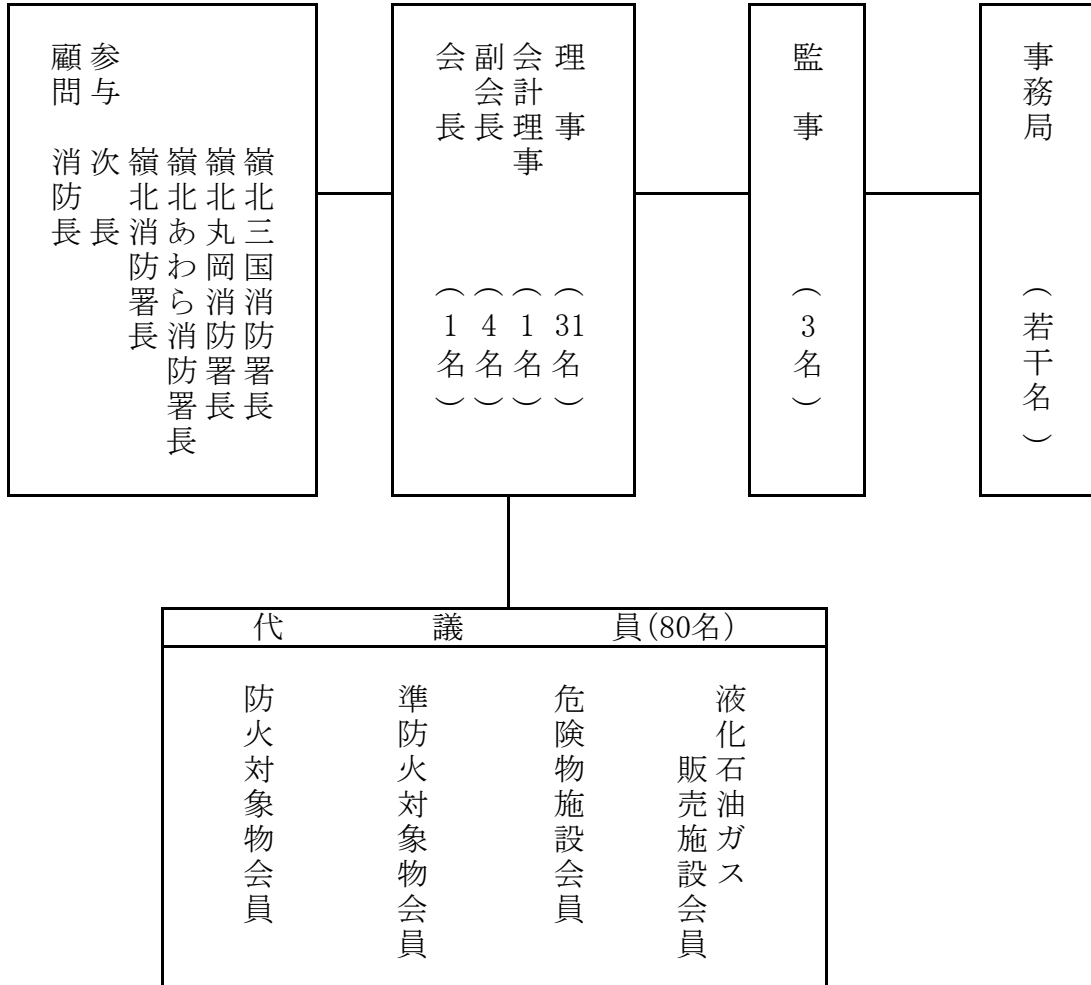 顧問 消防長
参与 次長
嶺北消防署長
嶺北あわら消防署長
嶺北丸岡消防署長
嶺北三国消防署長
会長 (1名)
副会長 (4名)
会計理事 (1名)
理事 (31名)
監事 (3名)
事務局 (若干名)
代議員(80名)
防火対象物会員
準防火対象物会員
危険物施設会員
液化石油ガス
販売施設会員